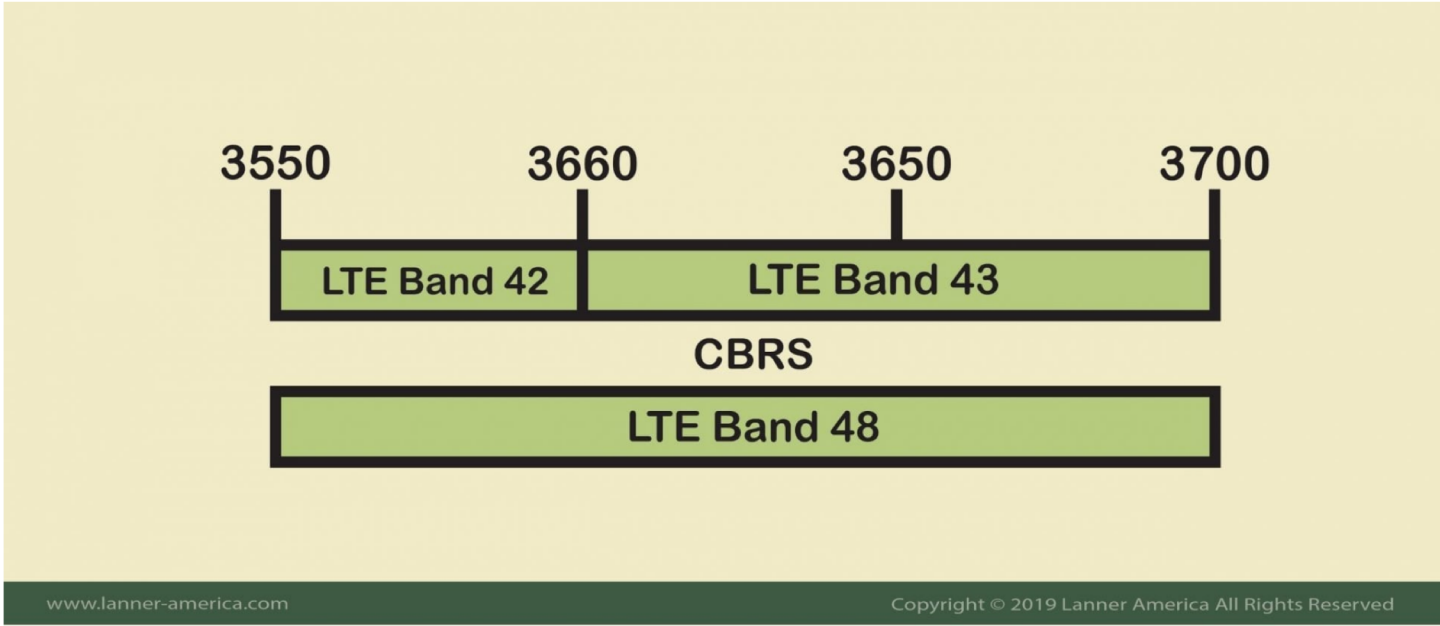 3550 3660 3650 3700
LTE Band 42 LTE Band 43
CBRS
LTE Band 48
www.lanner-america.com Copyright © 2019 Lanner America All Rights Reserved